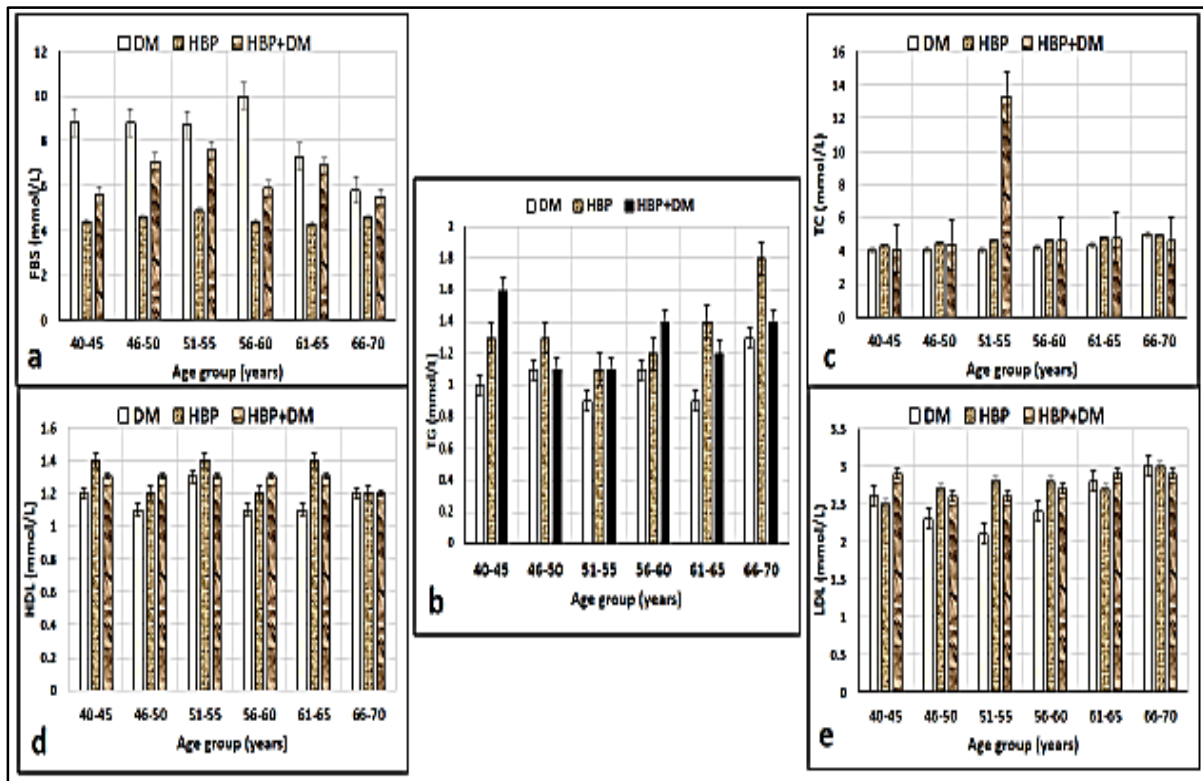 DM HBP HBP+DM
12
10
8
6
4
2
0
FBS (mmol/L)
40-45 46-50 51-55 56-60 61-65 66-70
Age group (years)
a
DM HBP HBP+DM
2
1.8
1.6
1.4
1.2
1
0.8
0.6
0.4
0.2
0
TG (mmol/L)
40-45 46-50 51-55 56-60 61-65 66-70
Age group (years)
b
DM HBP HBP+DM
16
14
12
10
8
6
4
2
0
TC (mmol/L)
40-45 46-50 51-55 56-60 61-65 66-70
Age group (years)
c
DM HBP HBP+DM
1.6
1.4
1.2
1
0.8
0.6
0.4
0.2
0
HDL (mmol/L)
40-45 46-50 51-55 56-60 61-65 66-70
Age group (years)
d
DM HBP HBP+DM
3.5
3
2.5
2
1.5
1
0.5
0
LDL (mmol/L)
40-45 46-50 51-55 56-60 61-65 66-70
Age group (years)
e